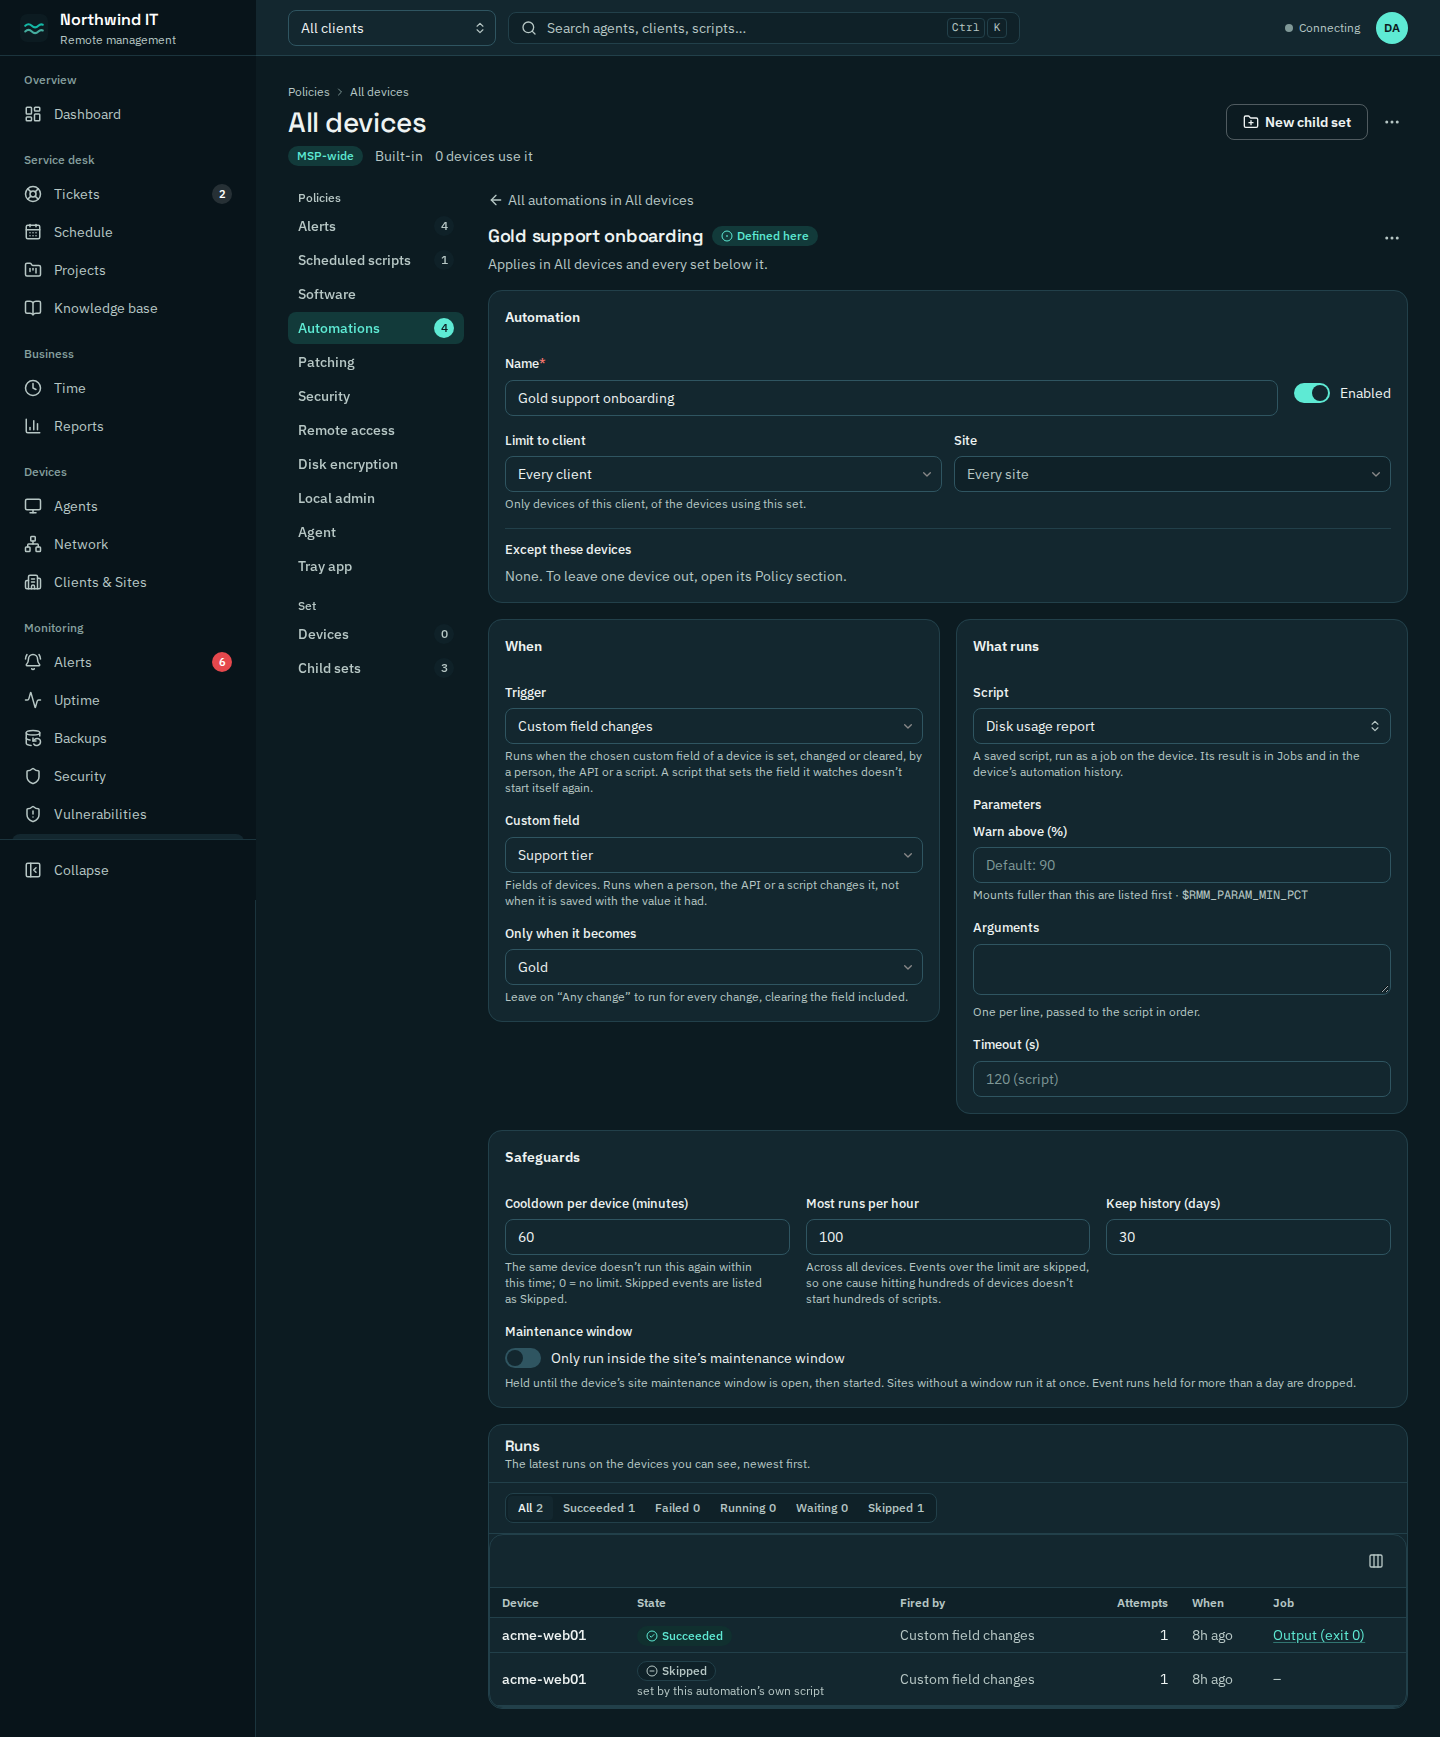 Northwind IT
Remote management
All clients
Search agents, clients, scripts...
Ctrl K
Connecting
DA
Overview
Dashboard
Service desk
Tickets 2
Schedule
Projects
Knowledge base
Business
Time
Reports
Devices
Agents
Network
Clients & Sites
Monitoring
Alerts 6
Uptime
Backups
Security
Vulnerabilities
Collapse
Policies > All devices
All devices
New child set
MSP-wide Built-in 0 devices use it
Policies
Alerts 4
Scheduled scripts 1
Software
Automations 4
Patching
Security
Remote access
Disk encryption
Local admin
Agent
Tray app
Set
Devices 0
Child sets 3
All automations in All devices
Gold support onboarding Defined here
Applies in All devices and every set below it.
Automation
Name*
Gold support onboarding
Enabled
Limit to client
Every client
Only devices of this client, of the devices using this set.
Site
Every site
Except these devices
None. To leave one device out, open its Policy section.
When
Trigger
Custom field changes
Runs when the chosen custom field of a device is set, changed or cleared, by
a person, the API or a script. A script that sets the field it watches doesn’t
start itself again.
Custom field
Support tier
Fields of devices. Runs when a person, the API or a script changes it, not
when it is saved with the value it had.
Only when it becomes
Gold
Leave on “Any change” to run for every change, clearing the field included.
What runs
Script
Disk usage report
A saved script, run as a job on the device. Its result is in Jobs and in the
device’s automation history.
Parameters
Warn above (%)
Default: 90
Mounts fuller than this are listed first · $RMM_PARAM_MIN_PCT
Arguments
One per line, passed to the script in order.
Timeout (s)
120 (script)
Safeguards
Cooldown per device (minutes)
60
The same device doesn’t run this again within
this time; 0 = no limit. Skipped events are listed
as Skipped.
Most runs per hour
100
Across all devices. Events over the limit are skipped,
so one cause hitting hundreds of devices doesn’t
start hundreds of scripts.
Keep history (days)
30
Maintenance window
Only run inside the site’s maintenance window
Held until the device’s site maintenance window is open, then started. Sites without a window run it at once. Event runs held for more than a day are dropped.
Runs
The latest runs on the devices you can see, newest first.
All 2 Succeeded 1 Failed 0 Running 0 Waiting 0 Skipped 1
Device State Fired by Attempts When Job
acme-web01 Succeeded Custom field changes 1 8h ago Output (exit 0)
acme-web01 Skipped Custom field changes 1 8h ago –
set by this automation’s own script